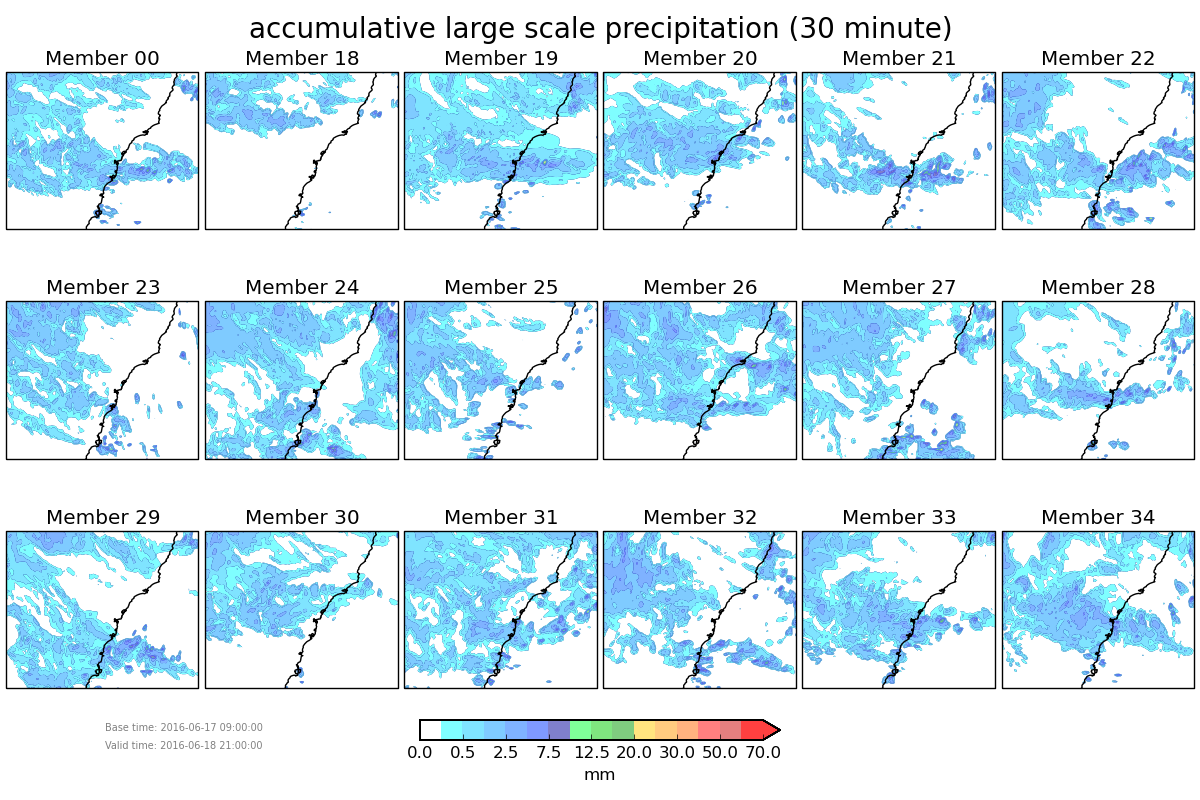 accumulative large scale precipitation (30 minute)
Member 00 Member 18 Member 19 Member 20 Member 21 Member 22
Member 23 Member 24 Member 25 Member 26 Member 27 Member 28
Member 29 Member 30 Member 31 Member 32 Member 33 Member 34
Base time: 2016-06-17 09:00:00
Valid time: 2016-06-18 21:00:00
0.0 0.5 2.5 7.5 12.5 20.0 30.0 50.0 70.0
mm